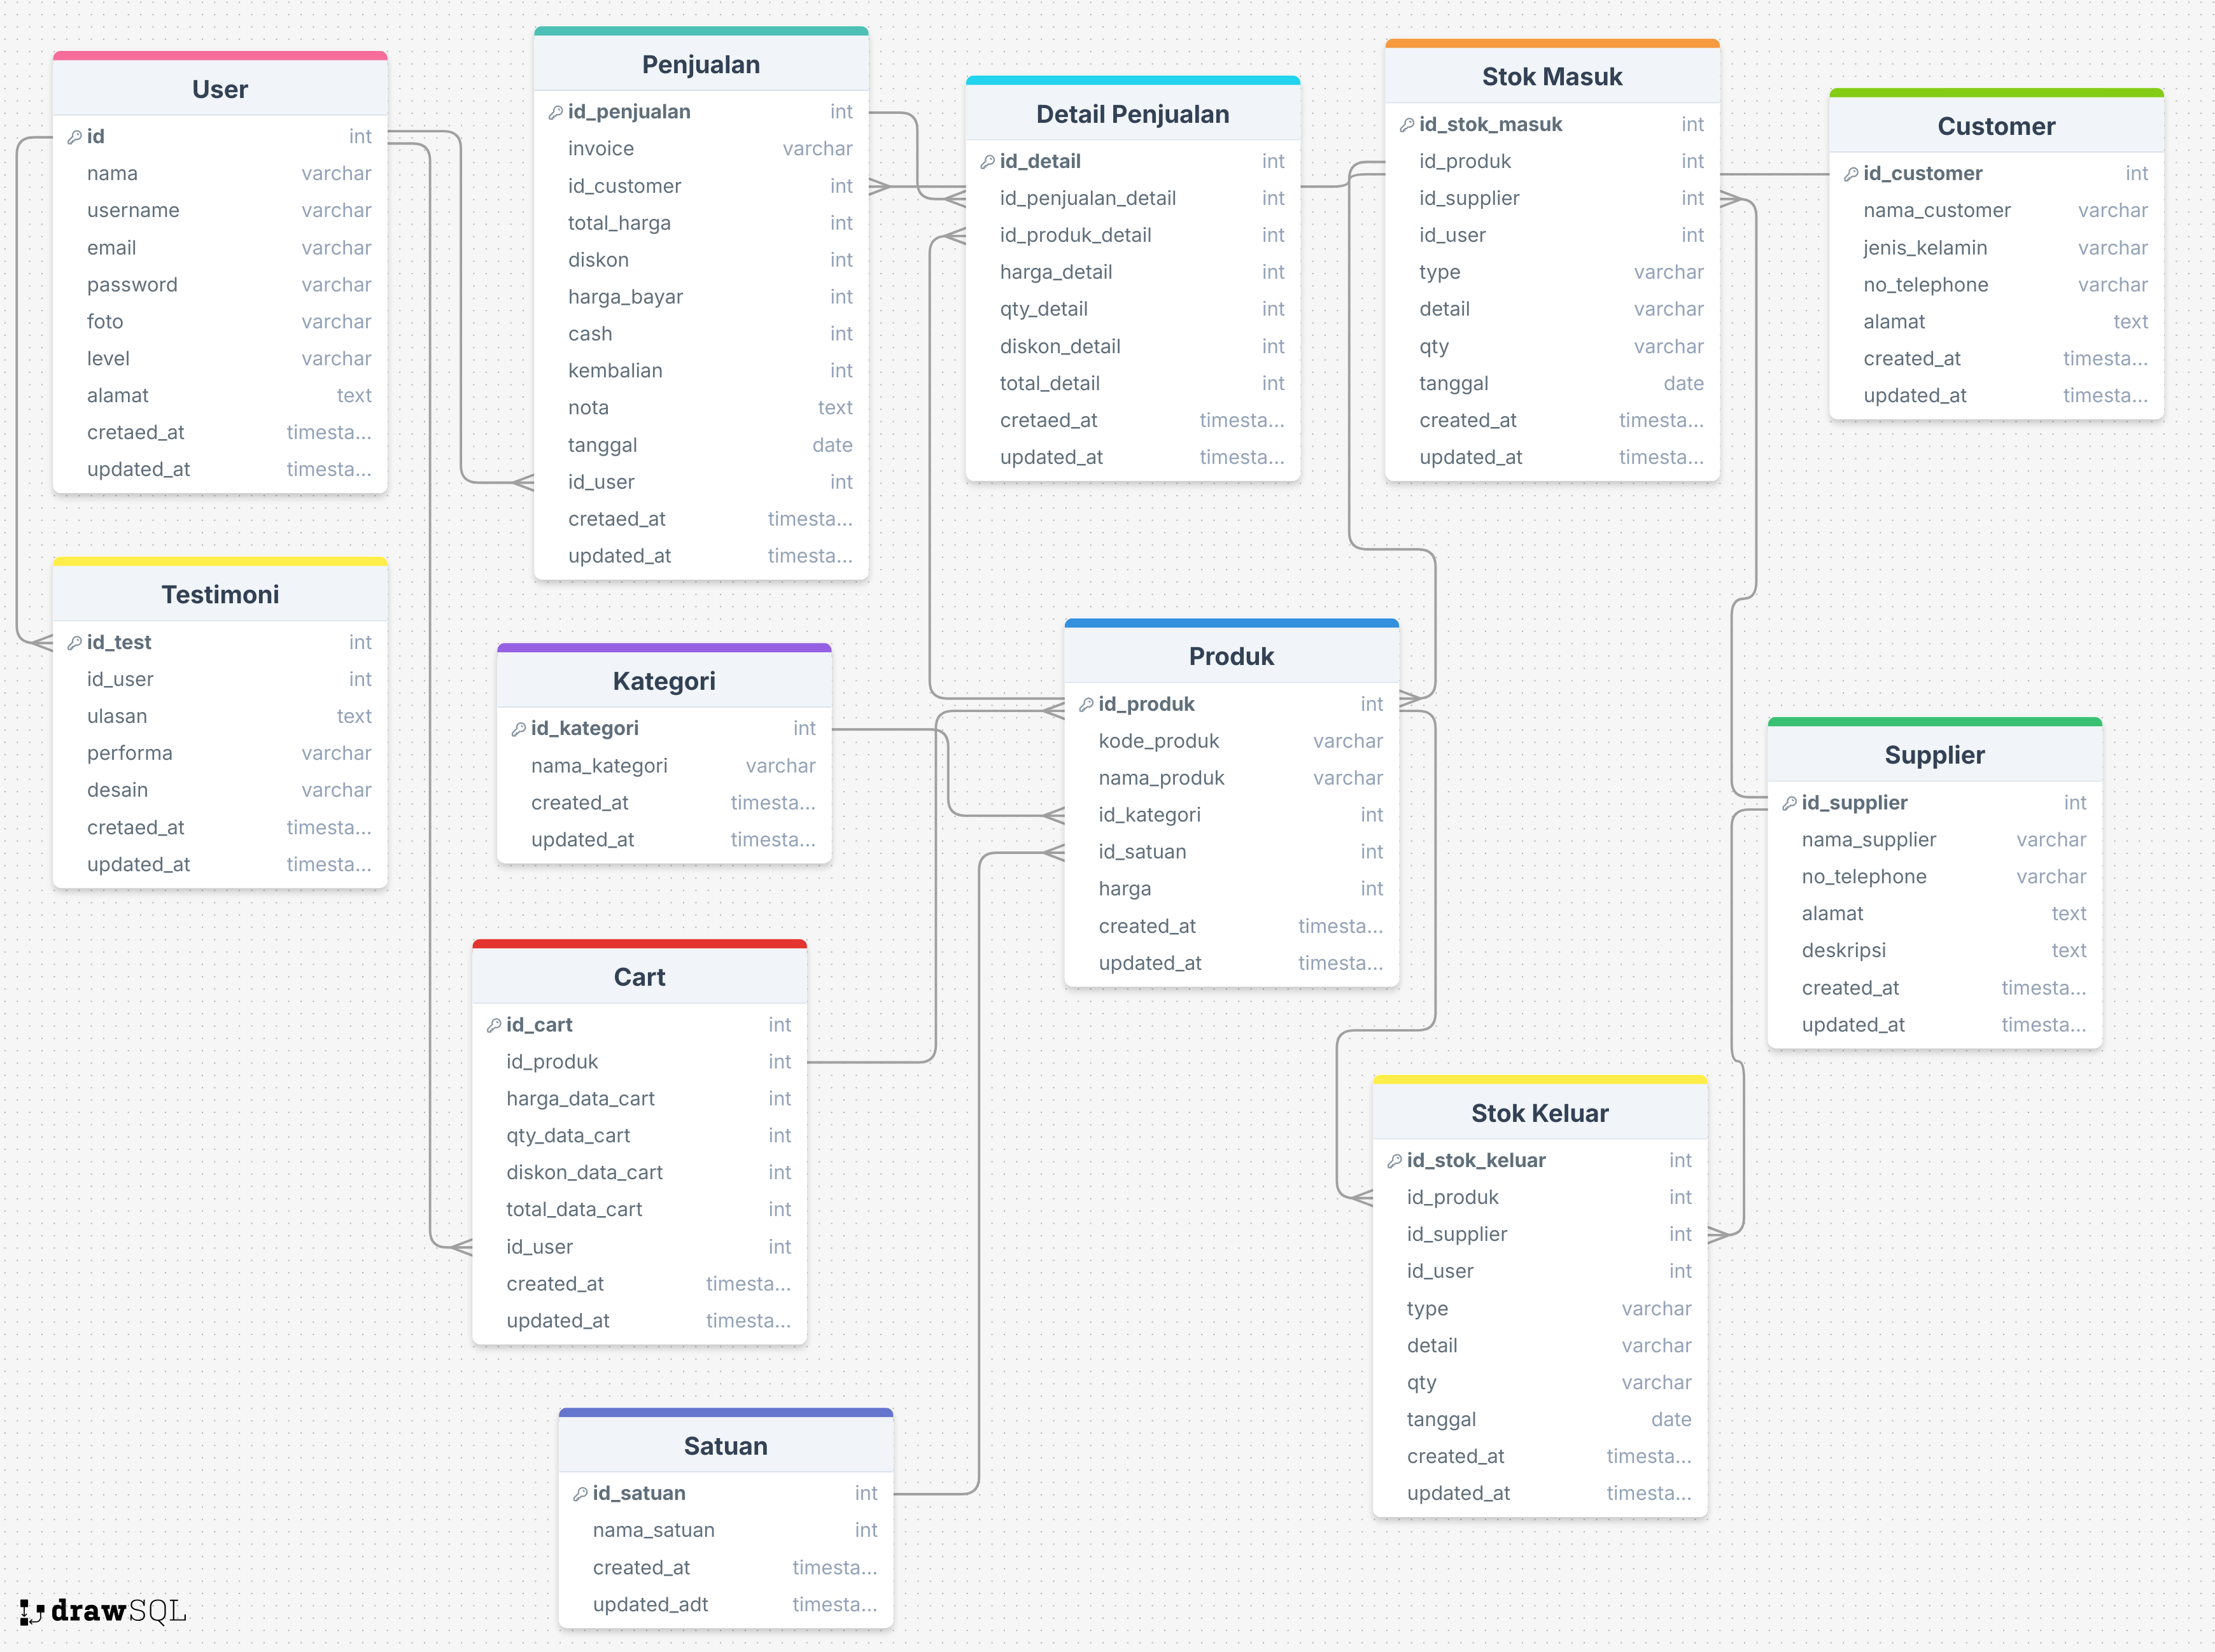 User
id int
nama varchar
username varchar
email varchar
password varchar
foto varchar
level varchar
alamat text
cretaed_at timesta...
updated_at timesta...
Penjualan
id_penjualan int
invoice varchar
id_customer int
total_harga int
diskon int
harga_bayar int
cash int
kembalian int
nota text
tanggal date
id_user int
cretaed_at timesta...
updated_at timesta...
Detail Penjualan
id_detail int
id_penjualan_detail int
id_produk_detail int
harga_detail int
qty_detail int
diskon_detail int
total_detail int
cretaed_at timesta...
updated_at timesta...
Stok Masuk
id_stok_masuk int
id_produk int
id_supplier int
id_user int
type varchar
detail varchar
qty varchar
tanggal date
created_at timesta...
updated_at timesta...
Customer
id_customer int
nama_customer varchar
jenis_kelamin varchar
no_telephone varchar
alamat text
created_at timesta...
updated_at timesta...
Testimoni
id_test int
id_user int
ulasan text
performa varchar
desain varchar
cretaed_at timesta...
updated_at timesta...
Kategori
id_kategori int
nama_kategori varchar
created_at timesta...
updated_at timesta...
Produk
id_produk int
kode_produk varchar
nama_produk varchar
id_kategori int
id_satuan int
harga int
created_at timesta...
updated_at timesta...
Supplier
id_supplier int
nama_supplier varchar
no_telephone varchar
alamat text
deskripsi text
created_at timesta...
updated_at timesta...
Cart
id_cart int
id_produk int
harga_data_cart int
qty_data_cart int
diskon_data_cart int
total_data_cart int
id_user int
created_at timesta...
updated_at timesta...
Stok Keluar
id_stok_keluar int
id_produk int
id_supplier int
id_user int
type varchar
detail varchar
qty varchar
tanggal date
created_at timesta...
updated_at timesta...
Satuan
id_satuan int
nama_satuan int
created_at timesta...
updated_adt timesta...
drawSQL